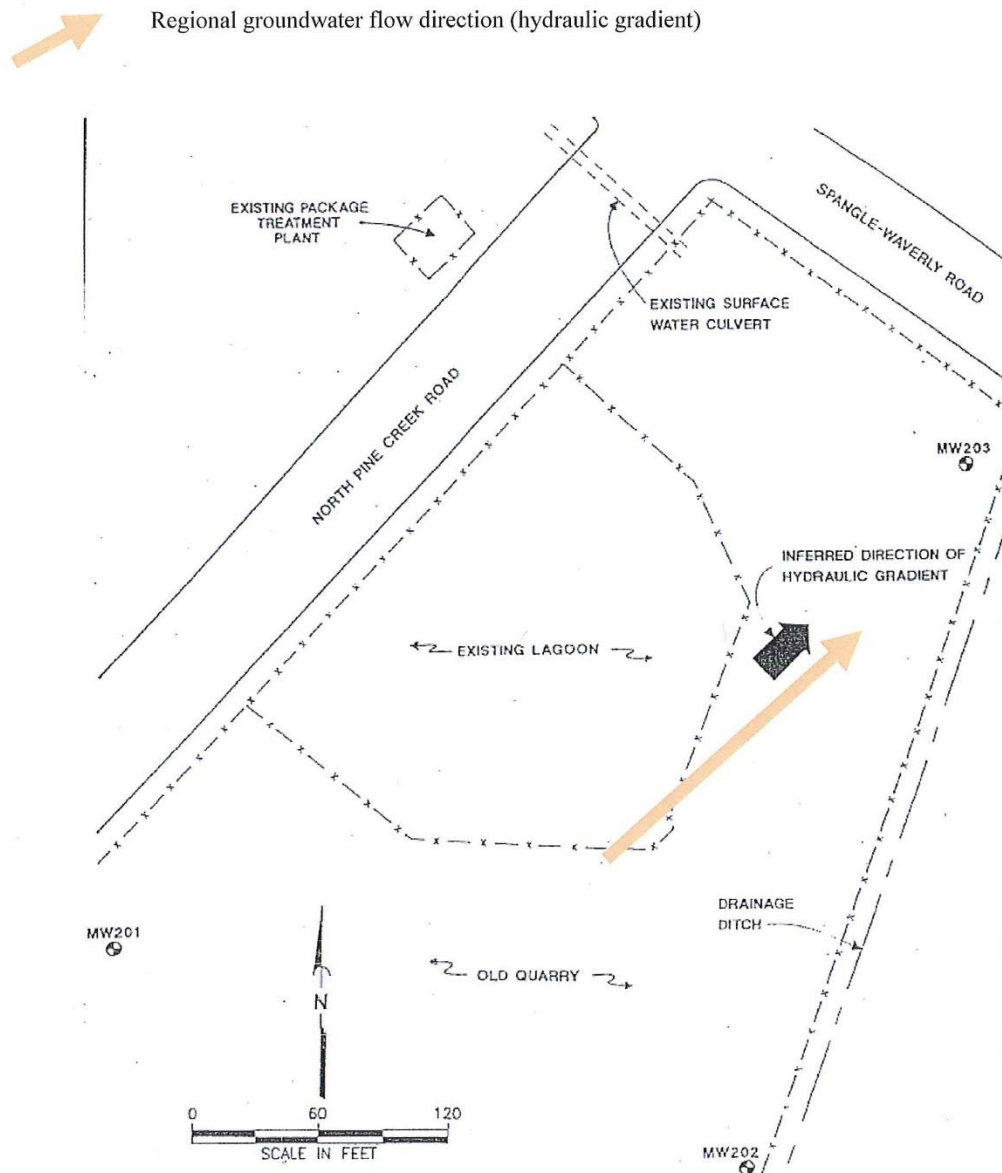 Regional groundwater flow direction (hydraulic gradient)
EXISTING PACKAGE
TREATMENT
PLANT
SPANGLE-WAVERLY ROAD
EXISTING SURFACE
WATER CULVERT
NORTH PINE CREEK ROAD
MW203
INFERRED DIRECTION OF
HYDRAULIC GRADIENT
EXISTING LAGOON
DRAINAGE
DITCH
MW201
OLD QUARRY
N
0 60 120
SCALE IN FEET
MW202